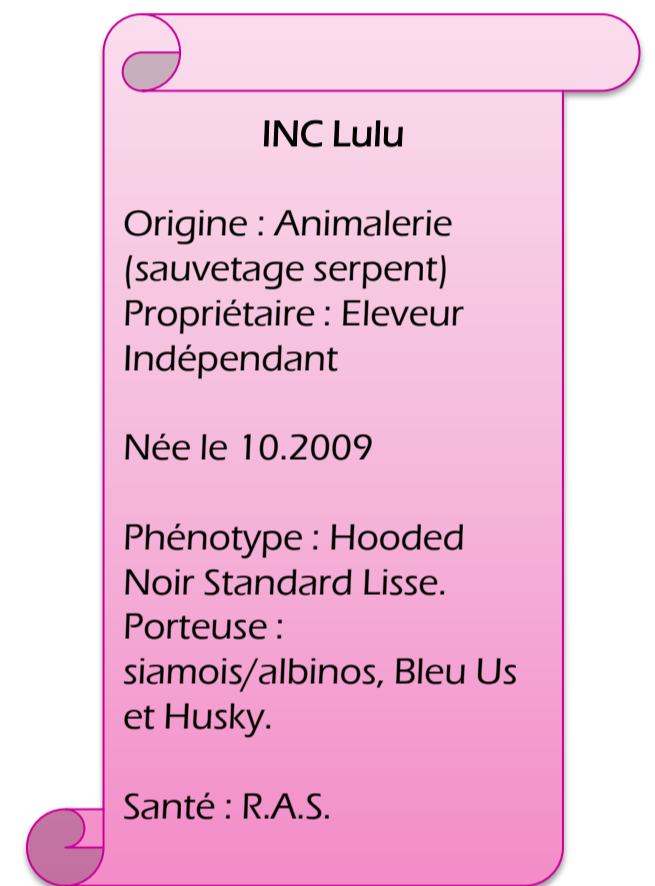 INC Lulu
Origine : Animalerie
(sauvetage serpent)
Propriétaire : Eleveur
Indépendant
Née le 10.2009
Phénotype : Hooded
Noir Standard Lisse.
Porteuse :
siamois/albinos, Bleu Us
et Husky.
Santé : R.A.S.